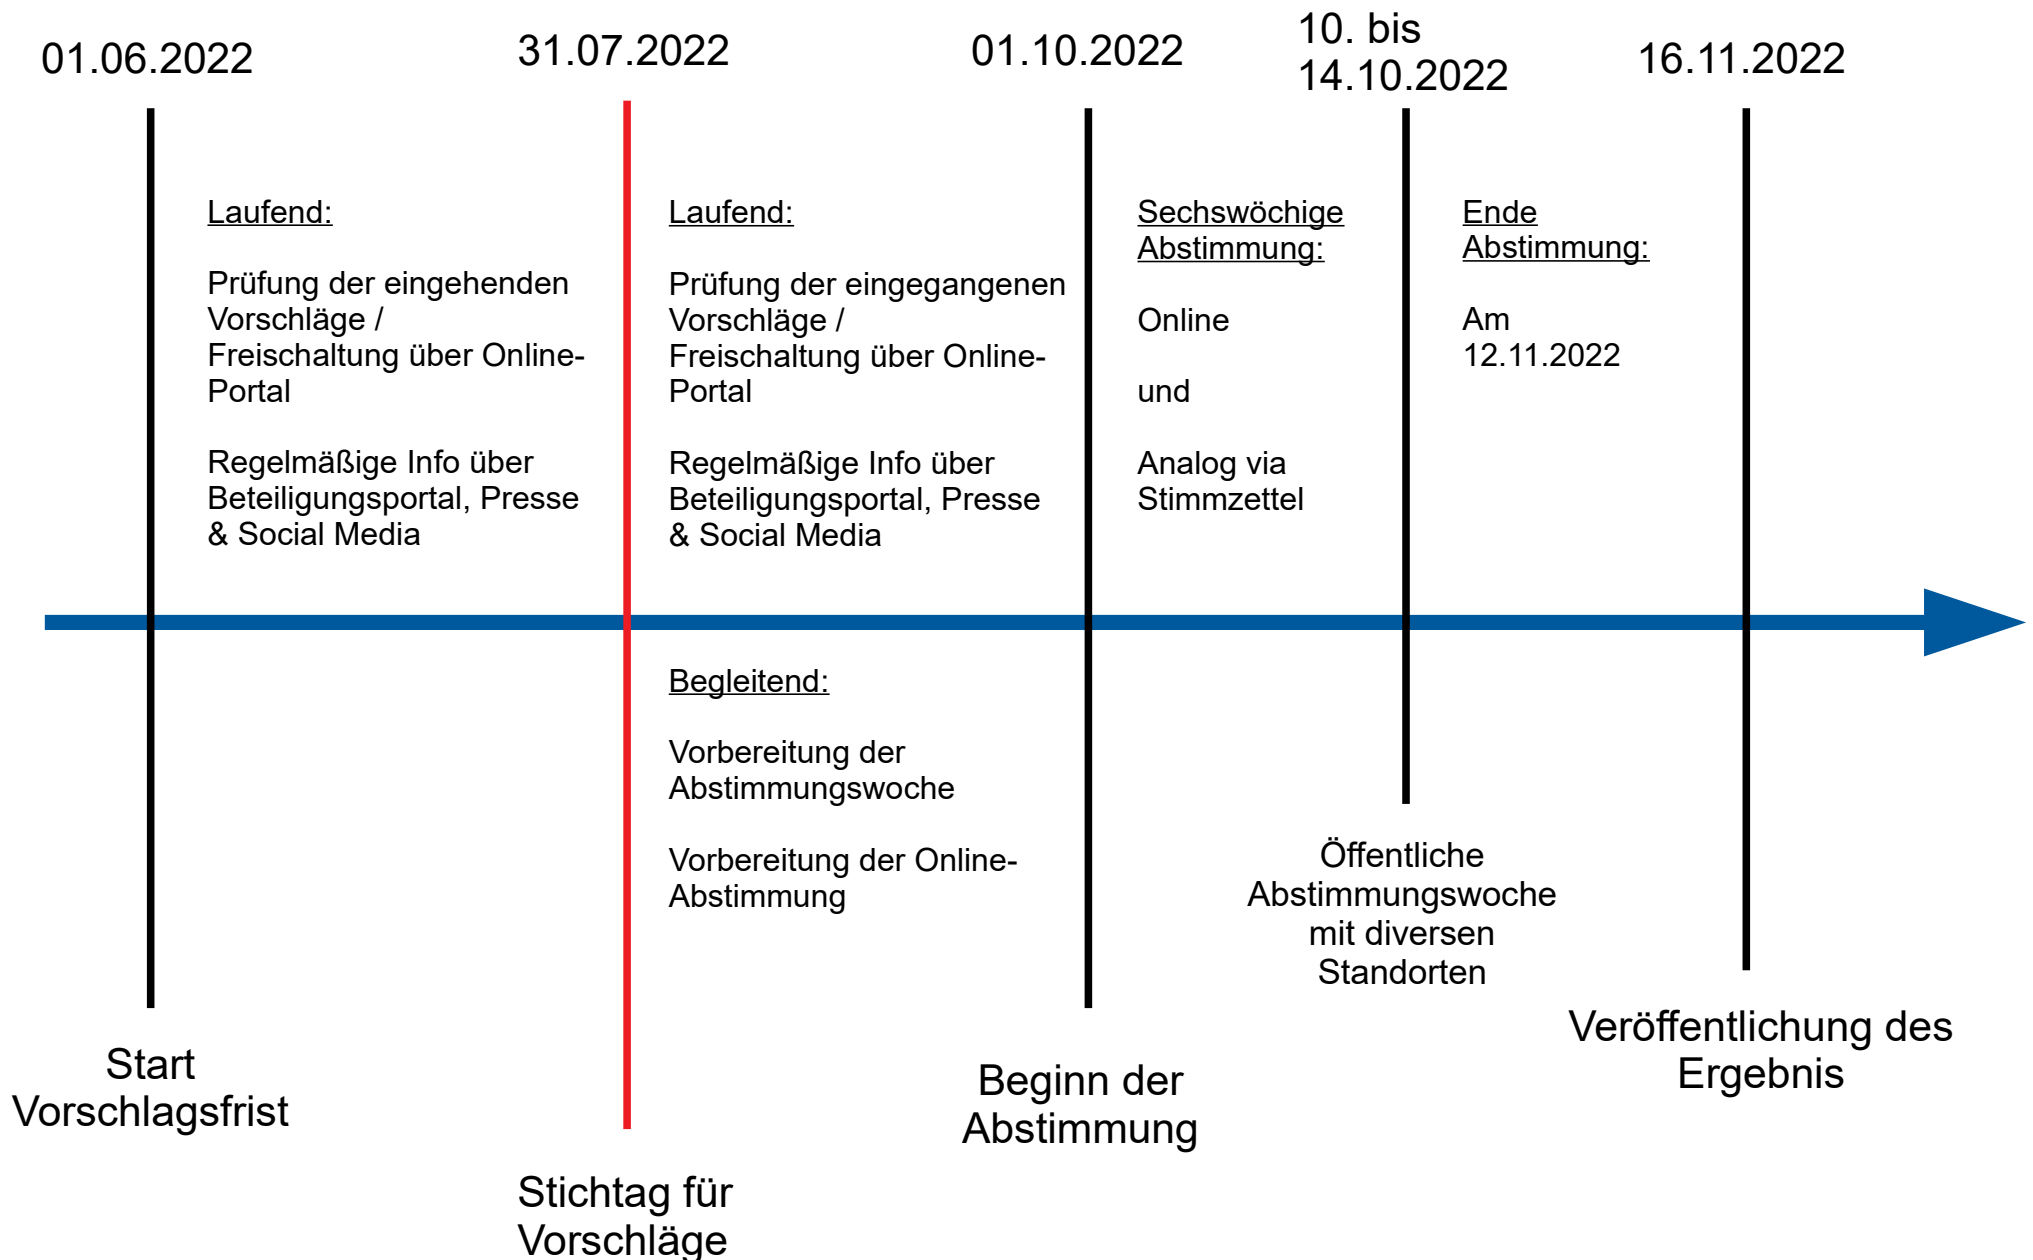 01.06.2022
31.07.2022
01.10.2022
10. bis
14.10.2022
16.11.2022
Laufend:
Prüfung der eingehenden
Vorschläge /
Freischaltung über Online-
Portal
Regelmäßige Info über
Beteiligungsportal, Presse
& Social Media
Laufend:
Prüfung der eingegangenen
Vorschläge /
Freischaltung über Online-
Portal
Regelmäßige Info über
Beteiligungsportal, Presse
& Social Media
Sechswöchige
Abstimmung:
Online
und
Analog via
Stimmzettel
Ende
Abstimmung:
Am
12.11.2022
Begleitend:
Vorbereitung der
Abstimmungswoche
Vorbereitung der Online-
Abstimmung
Start
Vorschlagsfrist
Stichtag für
Vorschläge
Beginn der
Abstimmung
Öffentliche
Abstimmungswoche
mit diversen
Standorten
Veröffentlichung des
Ergebnis